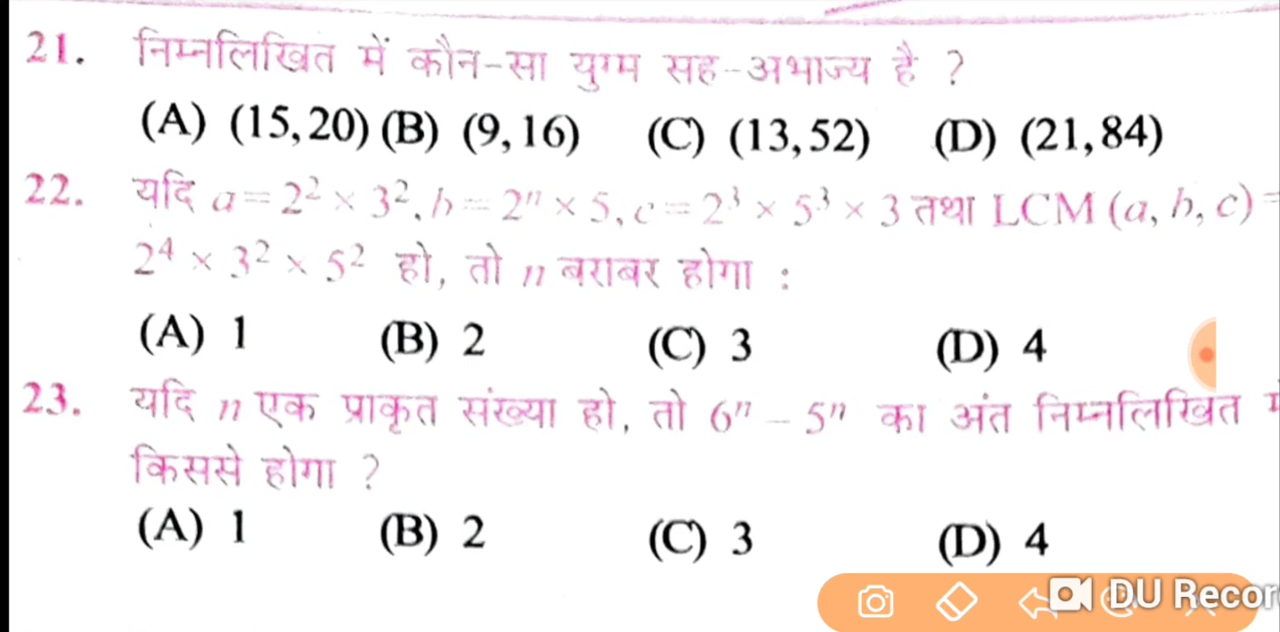 21. निम्नलिखित में कौन-सा युग्म सह-अभाज्य है ?
(A) (15,20) (B) (9,16) (C) (13,52) (D) (21,84)
22. यदि a = 2² × 3², b = 2ⁿ × 5, c = 2³ × 5³ × 3 तथा LCM (a, b, c) =
2⁴ × 3² × 5² हो, तो n बराबर होगा :
(A) 1 (B) 2 (C) 3 (D) 4
23. यदि n एक प्राकृत संख्या हो, तो 6ⁿ – 5ⁿ का अंत निम्नलिखित
किससे होगा ?
(A) 1 (B) 2 (C) 3 (D) 4
DU Recor